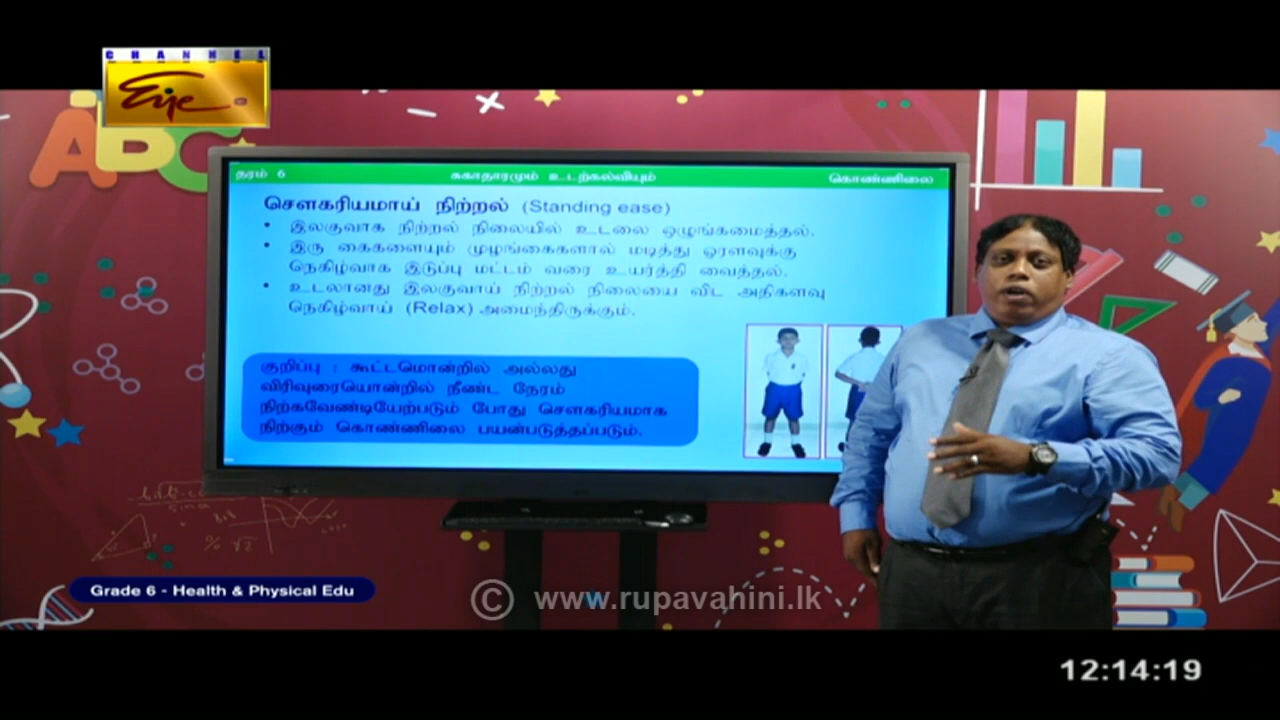 CHANNEL
Eye
ABC
தரம் 6 சுகாதாரமும் உடற்கல்வியும் கொண்ணிலை
சௌகரியமாய் நிற்றல் (Standing ease)
• இலகுவாக நிற்றல் நிலையில் உடலை ஒழுங்கமைத்தல்.
• இரு கைகளையும் முழங்கைகளால் மடித்து ஓரளவுக்கு
நெகிழ்வாக இடுப்பு மட்டம் வரை உயர்த்தி வைத்தல்.
• உடலானது இலகுவாய் நிற்றல் நிலையை விட அதிகளவு
நெகிழ்வாய் (Relax) அமைந்திருக்கும்.
குறிப்பு : கூட்டமொன்றில் அல்லது
விரிவுரையொன்றில் நீண்ட நேரம்
நிற்கவேண்டியேற்படும் போது சௌகரியமாக
நிற்கும் கொண்ணிலை பயன்படுத்தப்படும்.
Grade 6 - Health & Physical Edu
© www.rupavahini.lk
12:14:19